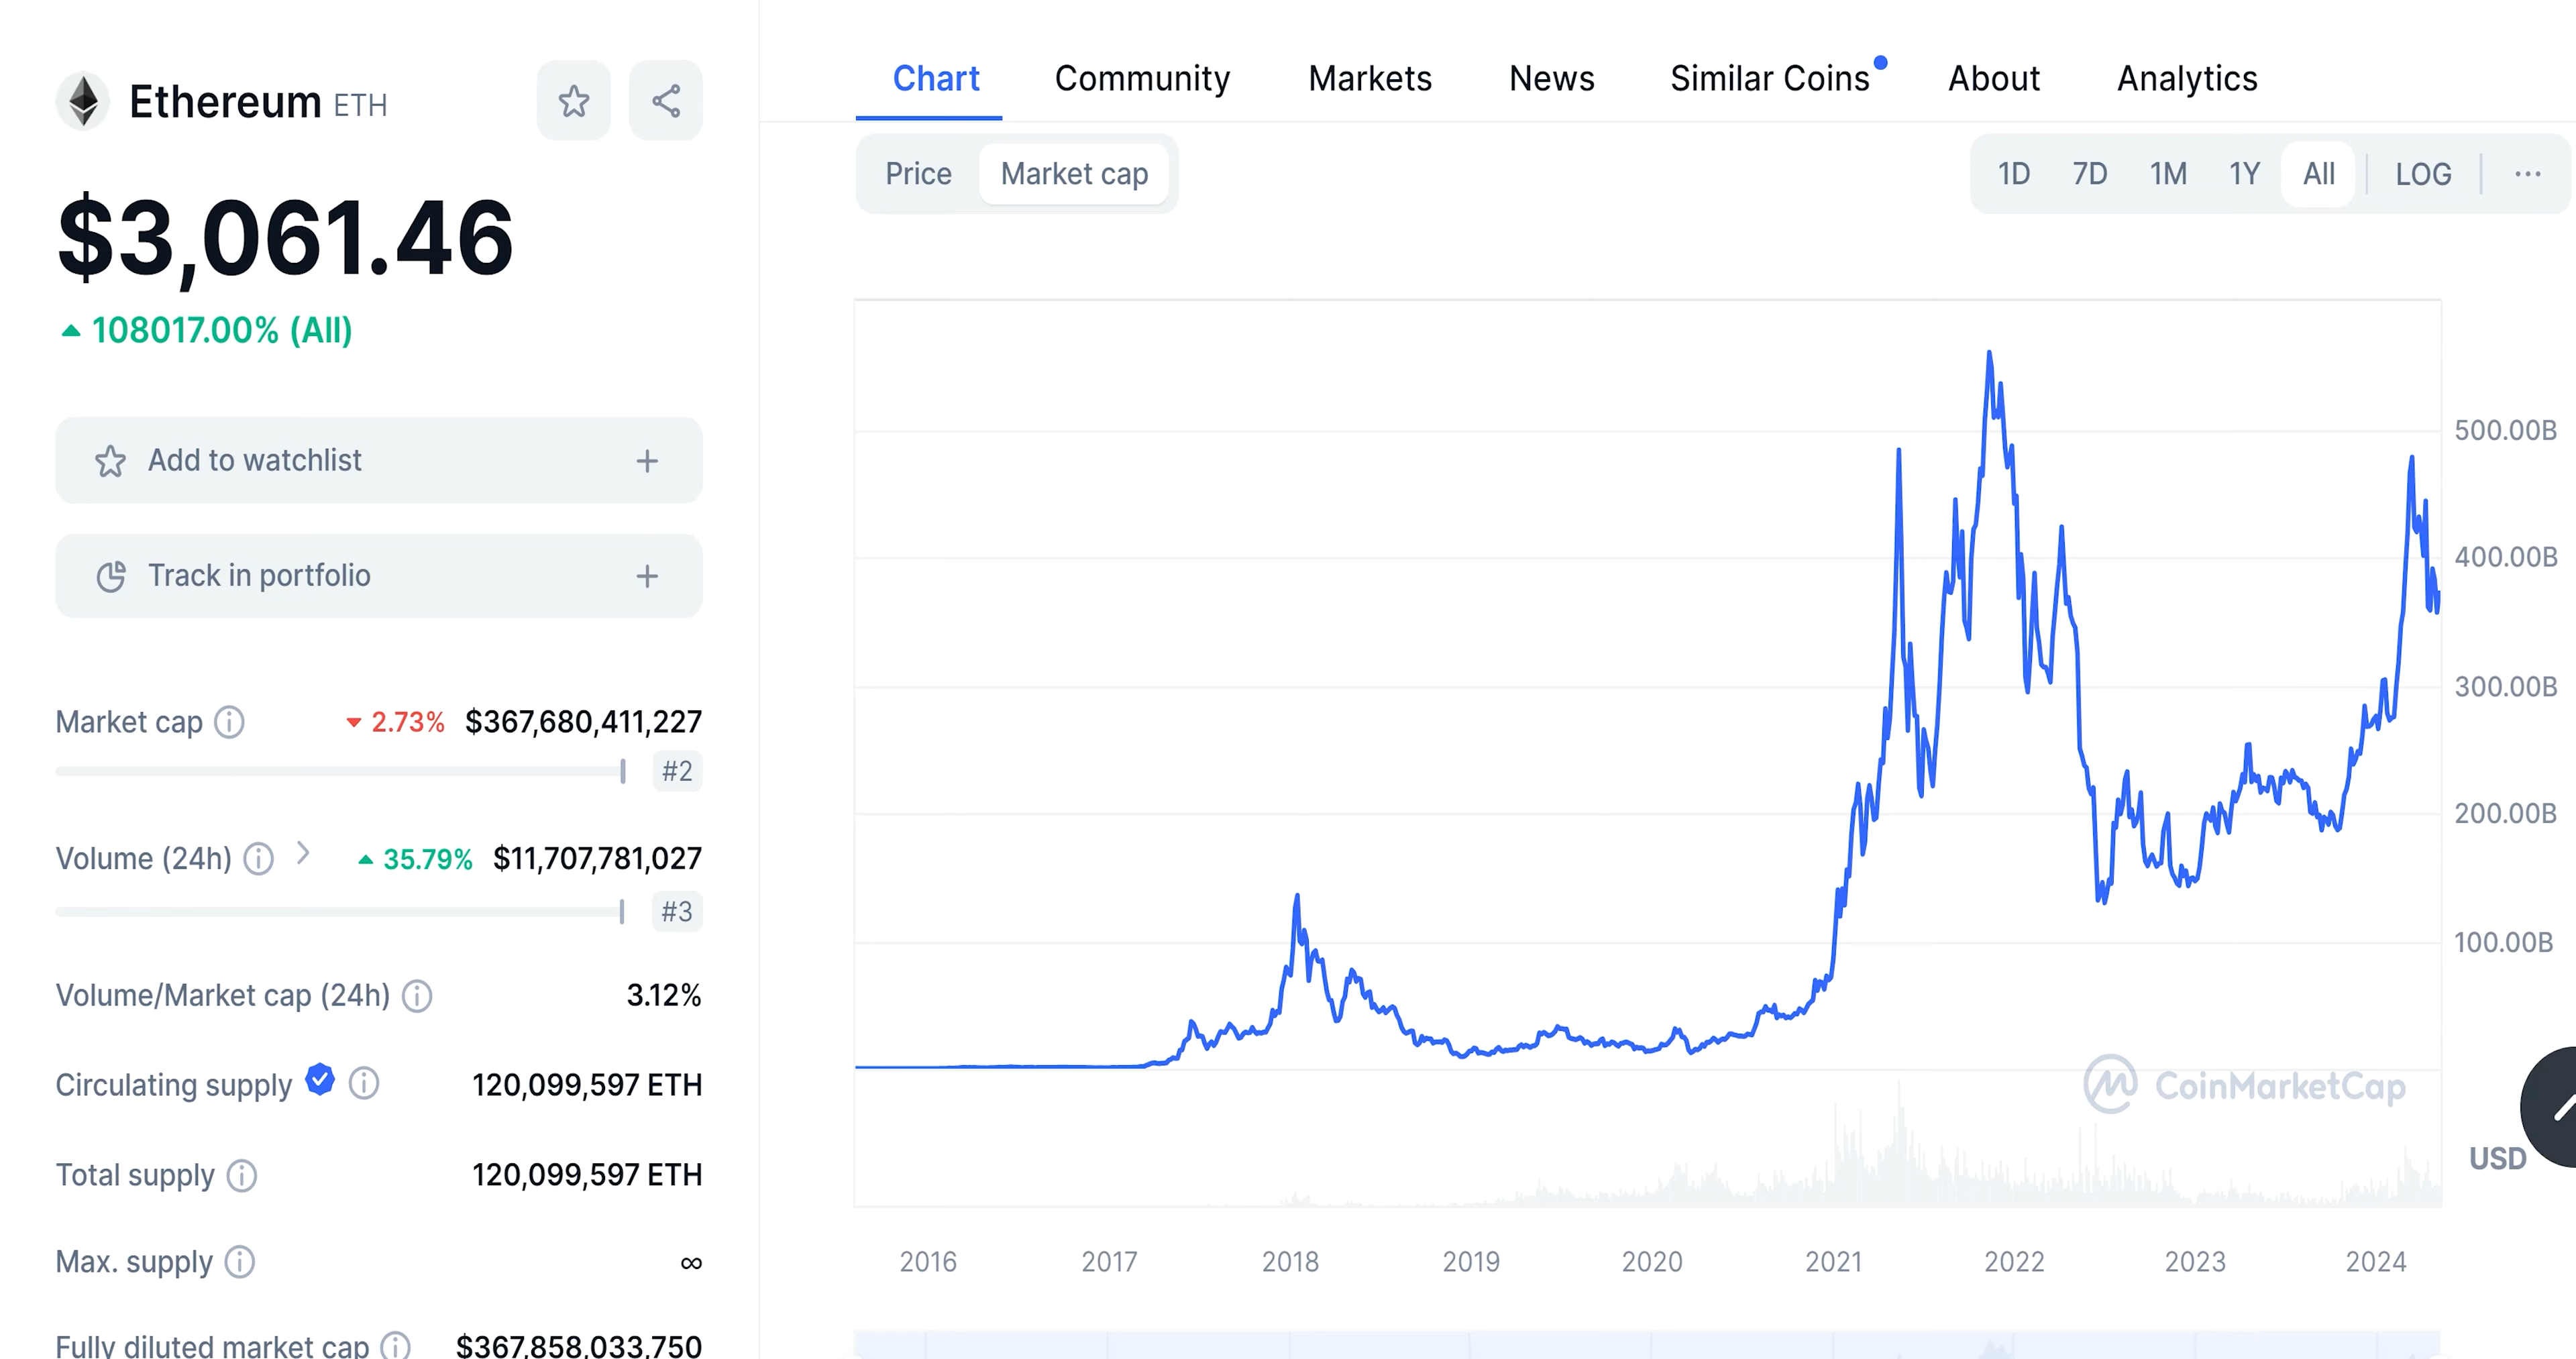 Ethereum ETH
$3,061.46
108017.00% (All)
Add to watchlist
Track in portfolio
Market cap 2.73% $367,680,411,227
#2
Volume (24h) 35.79% $11,707,781,027
#3
Volume/Market cap (24h) 3.12%
Circulating supply 120,099,597 ETH
Total supply 120,099,597 ETH
Max. supply ∞
Fully diluted market cap $367,858,033,750
Chart Community Markets News Similar Coins About Analytics
Price Market cap 1D 7D 1M 1Y All LOG
500.00B
400.00B
300.00B
200.00B
100.00B
CoinMarketCap
USD
2016 2017 2018 2019 2020 2021 2022 2023 2024